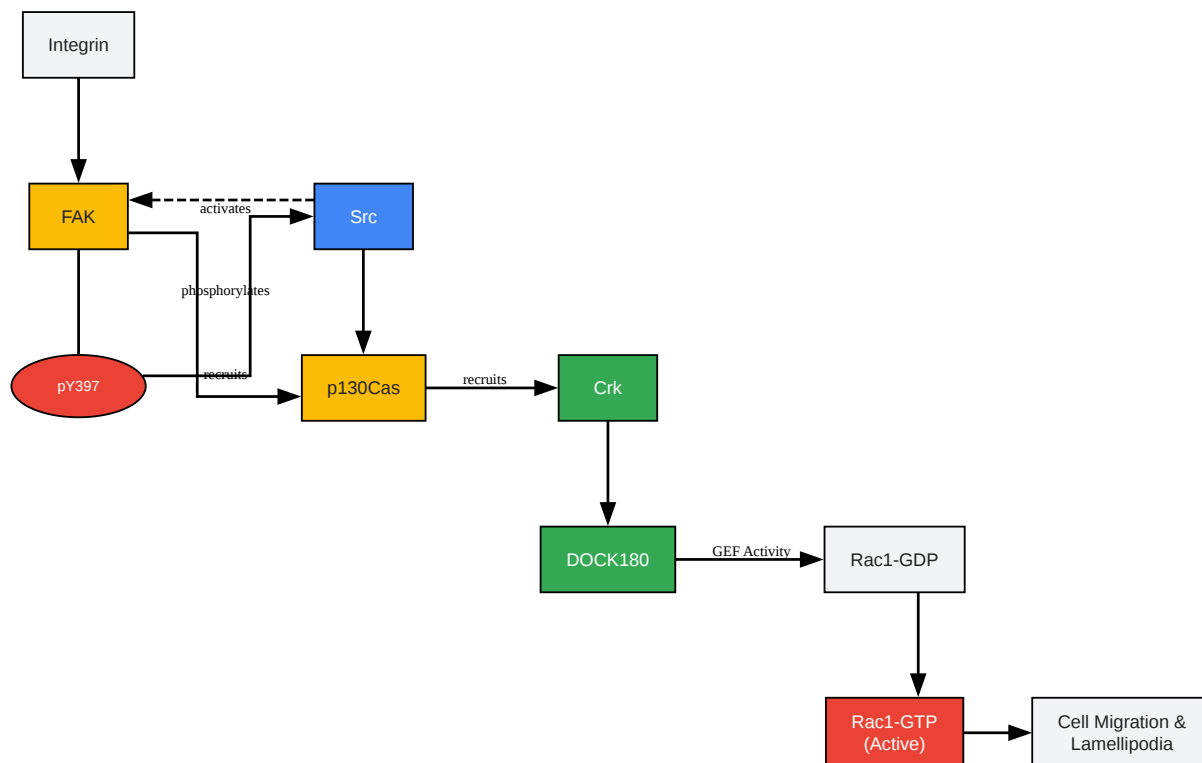 Integrin
FAK
activates
Src
phosphorylates
pY397
recruits
p130Cas
recruits
Crk
DOCK180
GEF Activity
Rac1-GDP
Rac1-GTP
(Active)
Cell Migration &
Lamellipodia